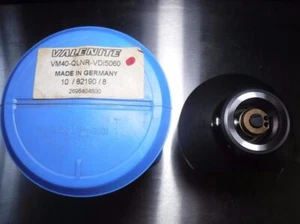 VALENITE
VM40-CLNR-VDI5060
MADE IN GERMANY
10 / 82190 / 8
2698404800